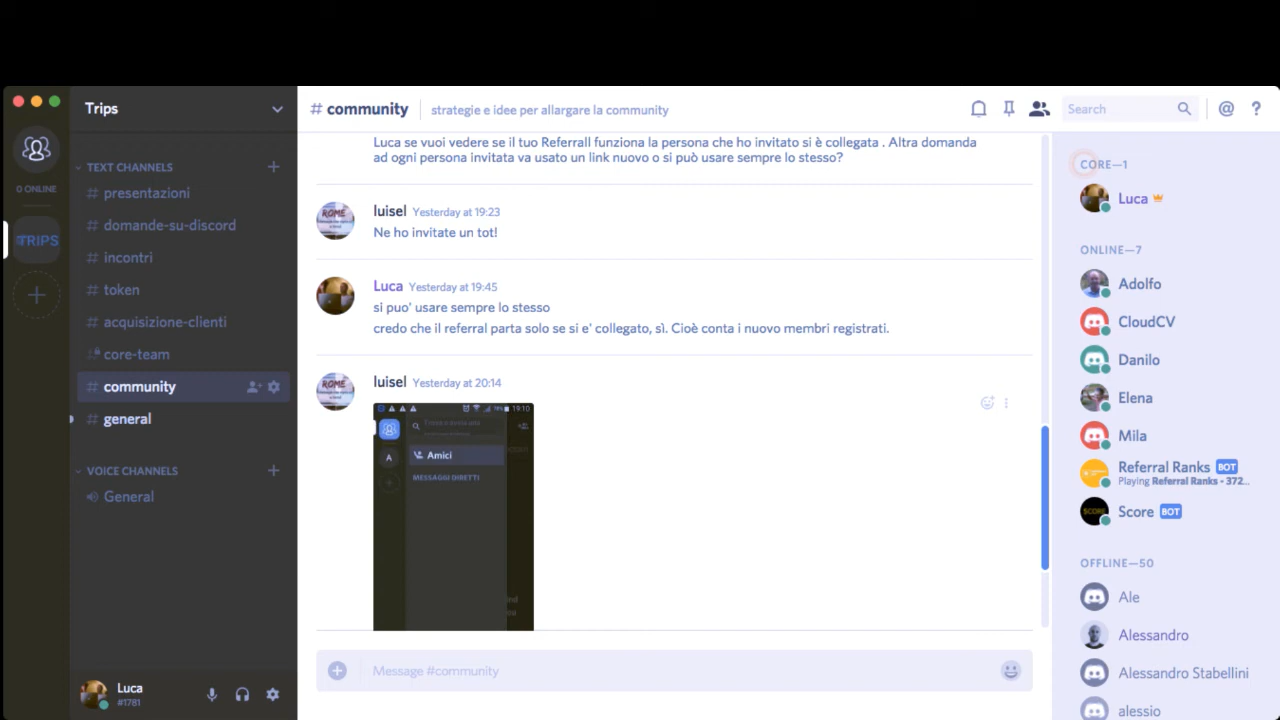 Trips
# community
strategie e idee per allargare la community
Search
@
?
0 ONLINE
TRIPS
TEXT CHANNELS
# presentazioni
# domande-su-discord
# incontri
# token
# acquisizione-clienti
core-team
# community
# general
VOICE CHANNELS
General
Luca
#1781
Luca se vuoi vedere se il tuo Referrall funziona la persona che ho invitato si è collegata . Altra domanda
ad ogni persona invitata va usato un link nuovo o si può usare sempre lo stesso?
luisel Yesterday at 19:23
Ne ho invitate un tot!
Luca Yesterday at 19:45
si puo' usare sempre lo stesso
credo che il referral parta solo se si e' collegato, sì. Cioè conta i nuovo membri registrati.
luisel Yesterday at 20:14
19:10
A
Amici
MESSAGGI DIRETTI
Message #community
CORE—1
Luca
ONLINE—7
Adolfo
CloudCV
Danilo
Elena
Mila
Referral Ranks BOT
Playing Referral Ranks - 372...
SCORE
Score BOT
OFFLINE—50
Ale
Alessandro
Alessandro Stabellini
alessio